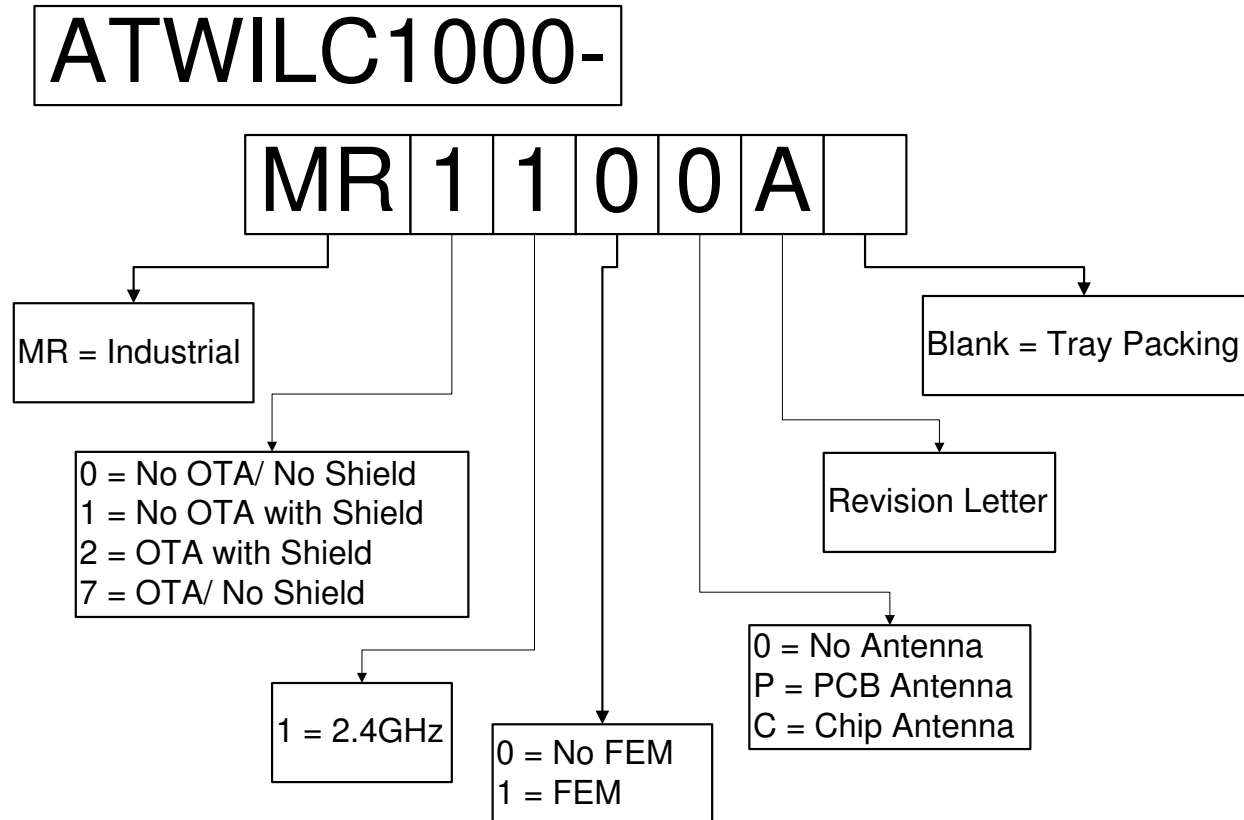 ATWILC1000-
MR 1 1 0 0 A
MR = Industrial
Blank = Tray Packing
0 = No OTA/ No Shield
1 = No OTA with Shield
2 = OTA with Shield
7 = OTA/ No Shield
Revision Letter
1 = 2.4GHz
0 = No FEM
1 = FEM
0 = No Antenna
P = PCB Antenna
C = Chip Antenna